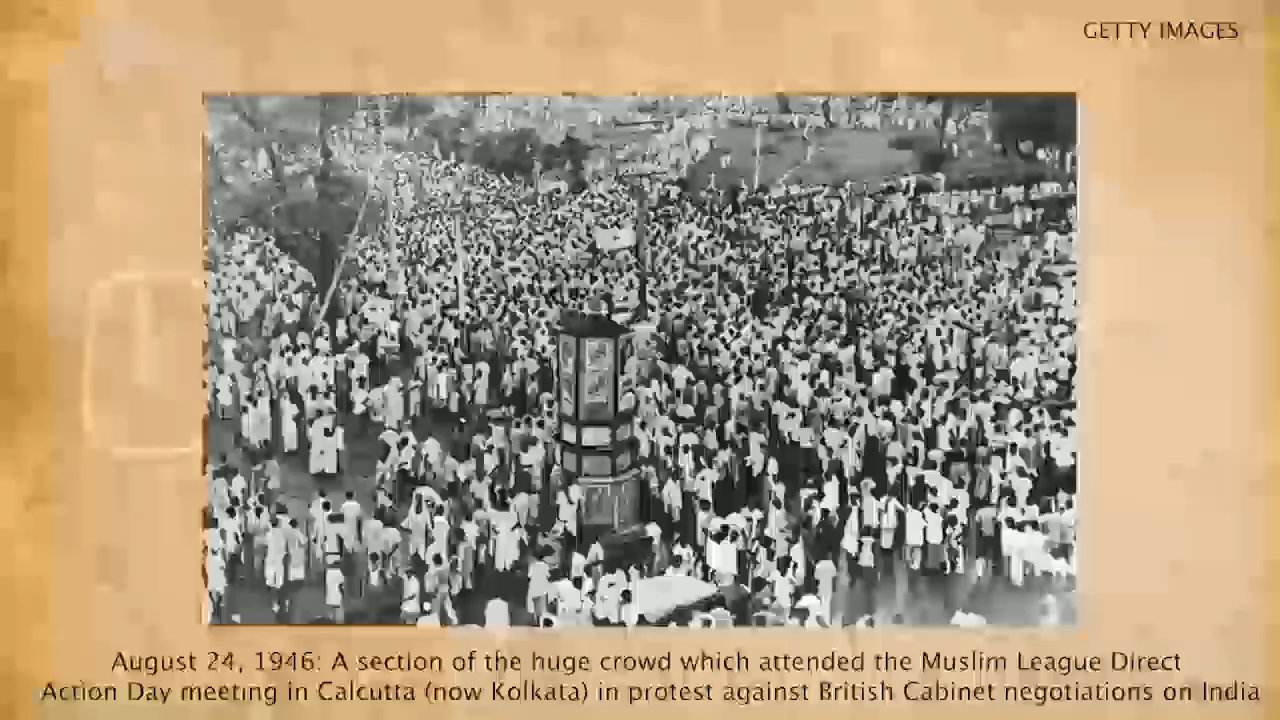 GETTY IMAGES
August 24, 1946: A section of the huge crowd which attended the Muslim League Direct
Action Day meeting in Calcutta (now Kolkata) in protest against British Cabinet negotiations on India